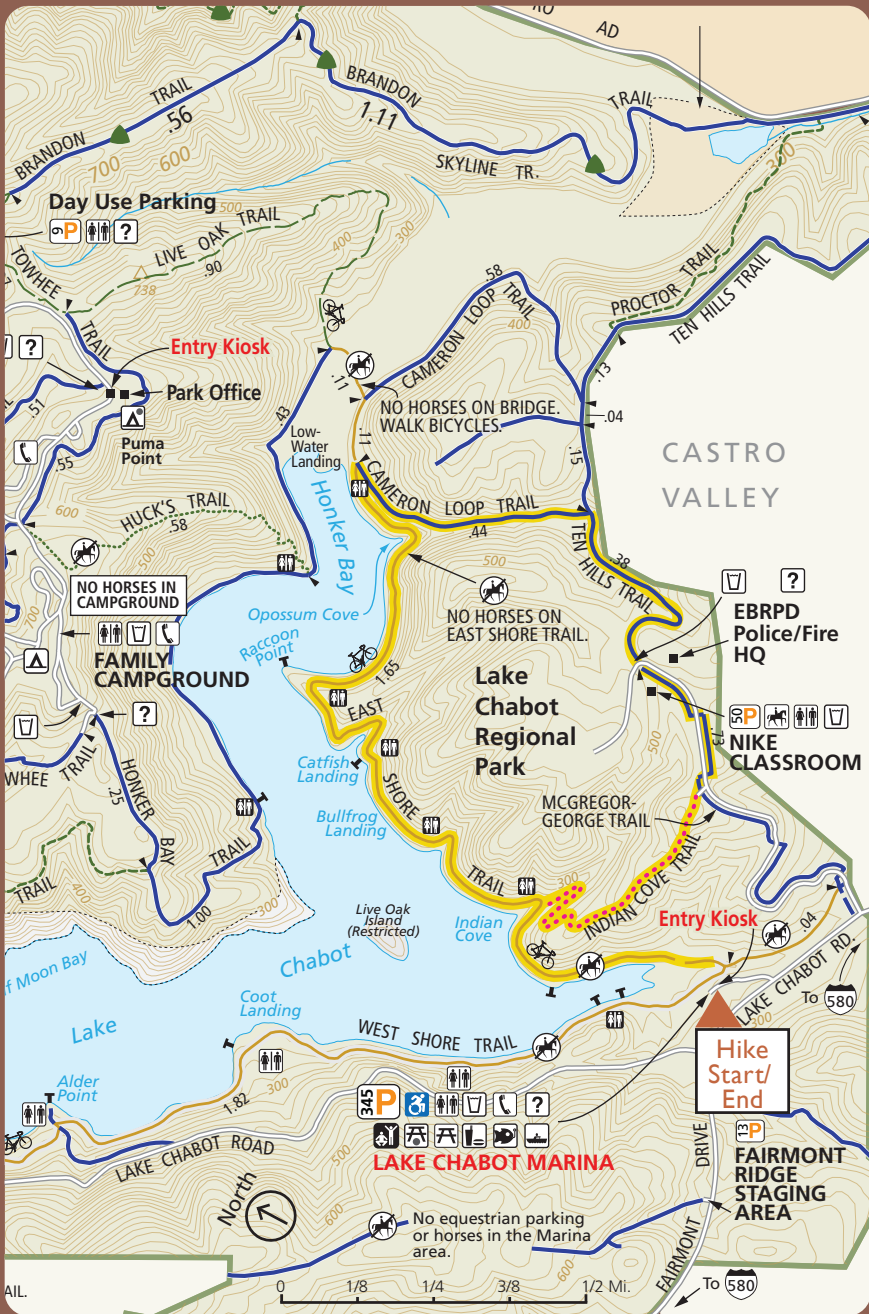 AD
BRANDON
TRAIL
.56
BRANDON
1.11
TRAIL
SKYLINE TR.
700
600
500
300
Day Use Parking
9 P
?
LIVE OAK TRAIL
.90
738
400
300
TOWHEE
TRAIL
7
?
Entry Kiosk
Park Office
Puma
Point
.51
.55
.43
.11
.11
.58
CAMERON LOOP TRAIL
400
PROCTOR TRAIL
TEN HILLS TRAIL
.13
.04
.15
NO HORSES ON BRIDGE.
WALK BICYCLES.
Low-
Water
Landing
CASTRO
VALLEY
CAMERON LOOP TRAIL
.44
Honker Bay
600
HUCK'S TRAIL
.58
500
700
NO HORSES IN
CAMPGROUND
FAMILY
CAMPGROUND
?
Opossum Cove
Raccoon
Point
500
NO HORSES ON
EAST SHORE TRAIL.
TEN HILLS TRAIL
.38
?
EBRPD
Police/Fire
HQ
50 P
NIKE
CLASSROOM
.73
500
Lake
Chabot
Regional
Park
1.65
EAST
SHORE
TRAIL
Catfish
Landing
Bullfrog
Landing
MCGREGOR-
GEORGE TRAIL
INDIAN COVE TRAIL
300
WHEE TRAIL
HONKER
BAY
TRAIL
.25
1.00
TRAIL
400
300
Live Oak
Island
(Restricted)
Indian
Cove
Entry Kiosk
.04
LAKE CHABOT RD.
To 580
300
f Moon Bay
Lake
Chabot
Coot
Landing
WEST SHORE TRAIL
Hike
Start/
End
Alder
Point
1.82
300
345 P
?
LAKE CHABOT MARINA
LAKE CHABOT ROAD
500
600
13 P
FAIRMONT
RIDGE
STAGING
AREA
FAIRMONT
DRIVE
North
No equestrian parking
or horses in the Marina
area.
600
To 580
AIL.
0
1/8
1/4
3/8
1/2 Mi.